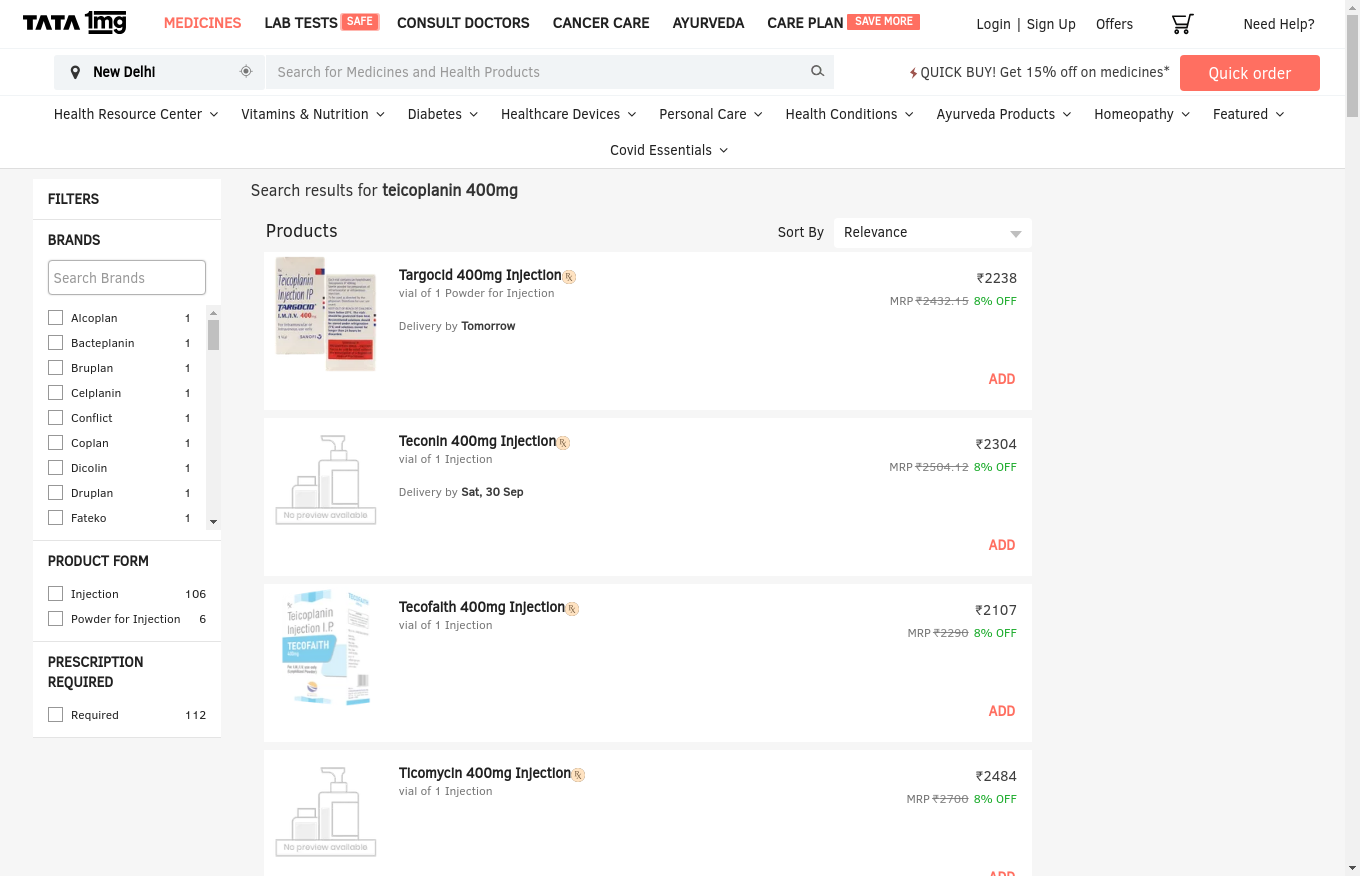 TATA 1mg
MEDICINES LAB TESTS SAFE CONSULT DOCTORS CANCER CARE AYURVEDA CARE PLAN SAVE MORE Login | Sign Up Offers Need Help?
New Delhi Search for Medicines and Health Products QUICK BUY! Get 15% off on medicines* Quick order
Health Resource Center Vitamins & Nutrition Diabetes Healthcare Devices Personal Care Health Conditions Ayurveda Products Homeopathy Featured
Covid Essentials
FILTERS
BRANDS
Search Brands
Alcoplan 1
Bacteplanin 1
Bruplan 1
Celplanin 1
Conflict 1
Coplan 1
Dicolin 1
Druplan 1
Fateko 1
PRODUCT FORM
Injection 106
Powder for Injection 6
PRESCRIPTION
REQUIRED
Required 112
Search results for teicoplanin 400mg
Products Sort By Relevance
Teicoplanin
Injection IP
TARGOCID
I.M./I.V. 400mg
Targocid 400mg Injection
vial of 1 Powder for Injection
Delivery by Tomorrow
₹2238
MRP ₹2432.15 8% OFF
ADD
No preview available
Teconin 400mg Injection
vial of 1 Injection
Delivery by Sat, 30 Sep
₹2304
MRP ₹2504.12 8% OFF
ADD
Teicoplanin
Injection I.P.
TECOFAITH
Tecofaith 400mg Injection
vial of 1 Injection
₹2107
MRP ₹2290 8% OFF
ADD
No preview available
Ticomycin 400mg Injection
vial of 1 Injection
₹2484
MRP ₹2700 8% OFF
ADD